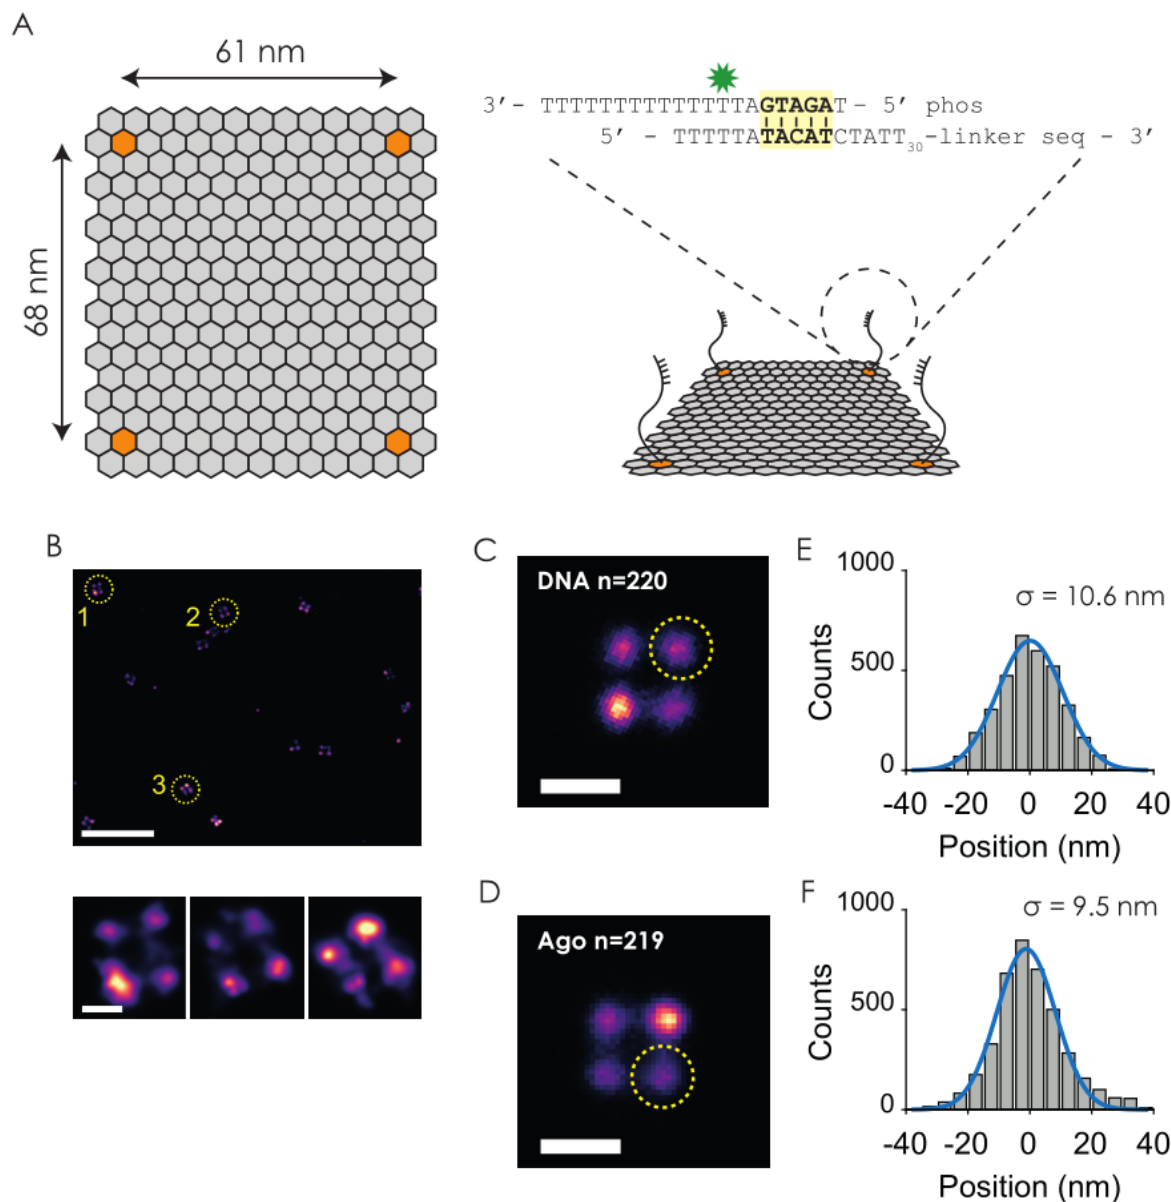 A
61 nm
68 nm
3’- TTTTTTTTTTTTTTAGTAGAT- 5’ phos
5’ - TTTTTATACATCTATT30-linker seq - 3’
B
1
2
3
C
DNA n=220
D
Ago n=219
E
1000
σ = 10.6 nm
Counts
500
0
-40 -20 0 20 40
Position (nm)
F
1000
σ = 9.5 nm
Counts
500
0
-40 -20 0 20 40
Position (nm)